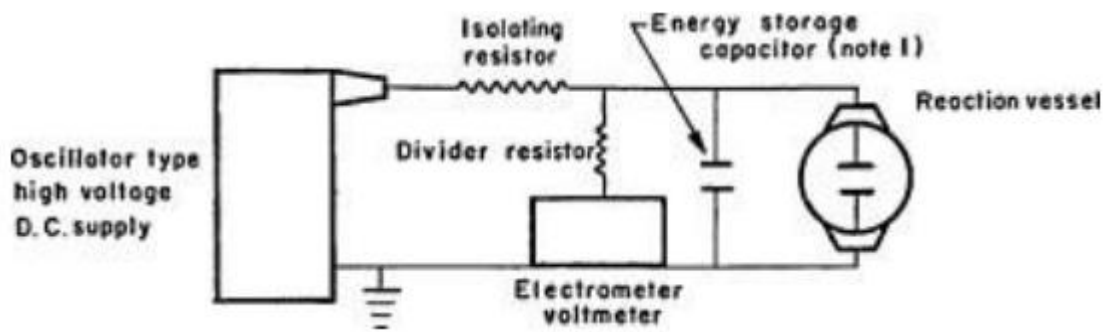 Isolating
resistor
Energy storage
capacitor (note 1)
Reaction vessel
Oscillator type
high voltage
D.C. supply
Divider resistor
Electrometer
voltmeter